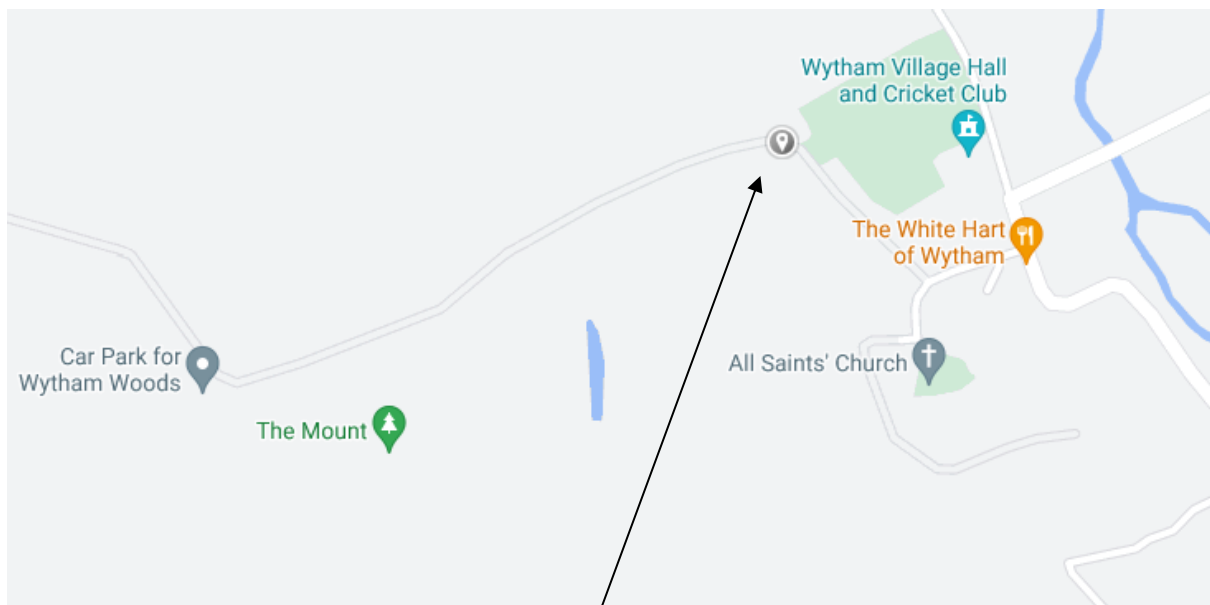 Wytham Village Hall
and Cricket Club
The White Hart
of Wytham
Car Park for
Wytham Woods
All Saints' Church
The Mount